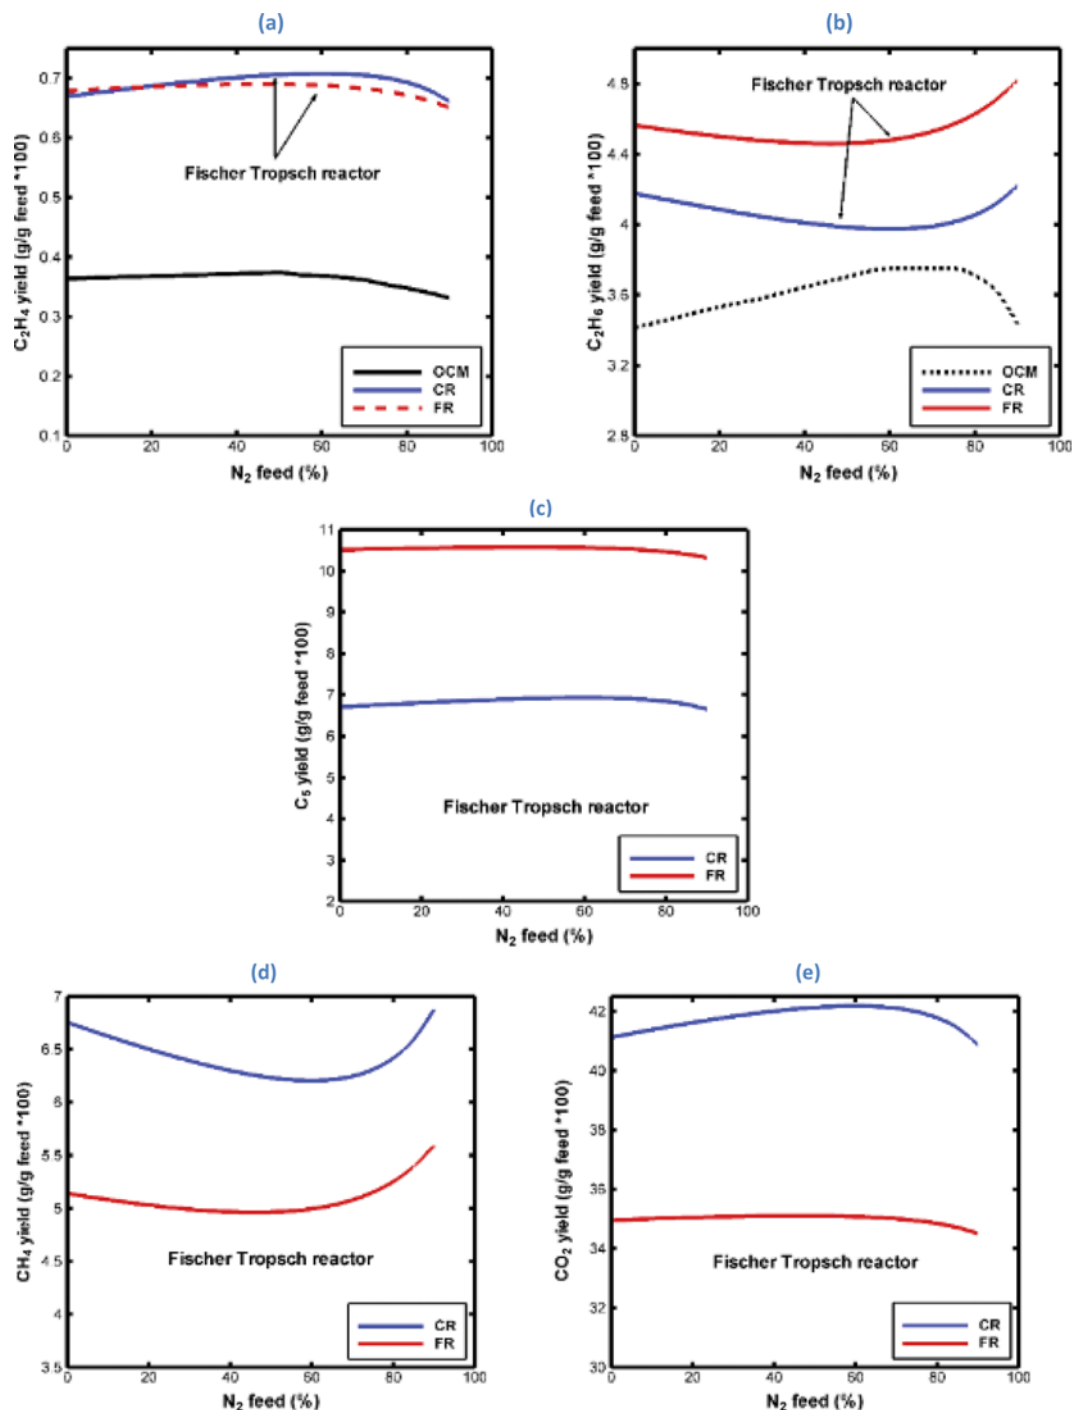 (a)
C2H4 yield (g/g feed *100)
0.7
0.6
0.5
0.4
0.3
0.2
0.1
Fischer Tropsch reactor
OCM
CR
FR
0 20 40 60 80 100
N2 feed (%)
(b)
C2H6 yield (g/g feed *100)
4.8
4.4
4
3.6
3.2
2.8
Fischer Tropsch reactor
OCM
CR
FR
0 20 40 60 80 100
N2 feed (%)
(c)
C5 yield (g/g feed *100)
11
10
9
8
7
6
5
4
3
2
Fischer Tropsch reactor
CR
FR
0 20 40 60 80 100
N2 feed (%)
(d)
CH4 yield (g/g feed *100)
7
6.5
6
5.5
5
4.5
4
3.5
Fischer Tropsch reactor
CR
FR
0 20 40 60 80 100
N2 feed (%)
(e)
CO2 yield (g/g feed *100)
42
40
38
36
34
32
30
Fischer Tropsch reactor
CR
FR
0 20 40 60 80 100
N2 feed (%)